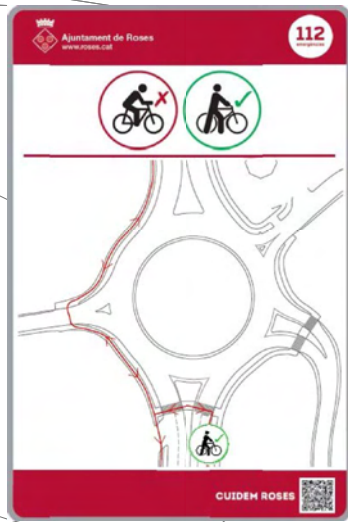 Ajuntament de Roses
www.roses.cat
112
emergències
CUIDEM ROSES